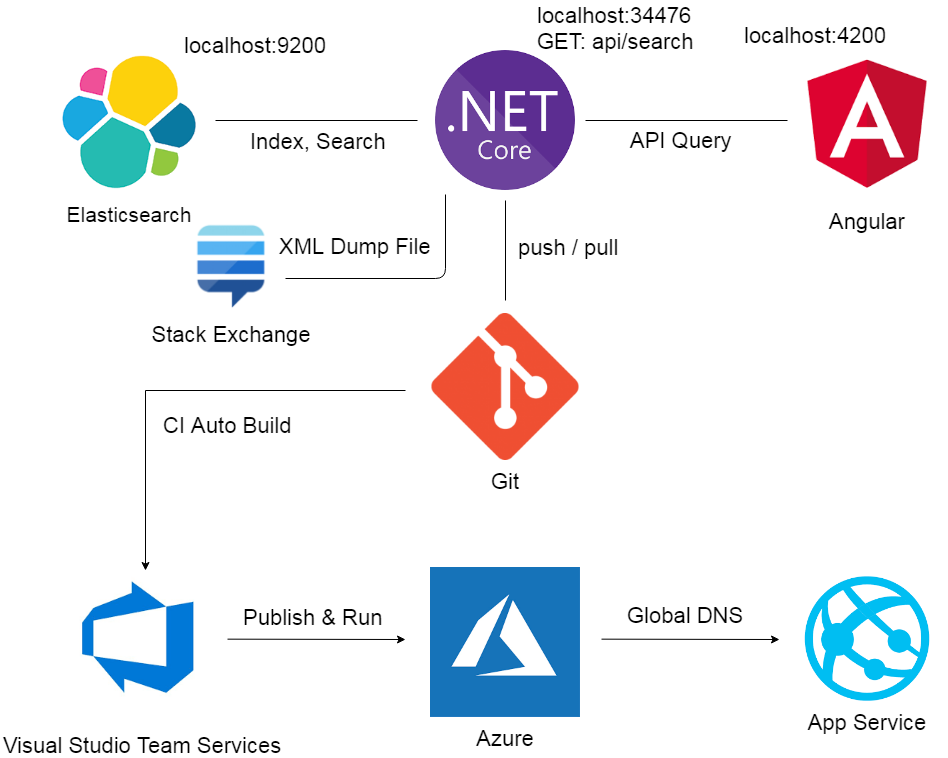 localhost:9200
localhost:34476
GET: api/search
localhost:4200
.NET
Core
Index, Search
API Query
Elasticsearch
Angular
XML Dump File
push / pull
Stack Exchange
CI Auto Build
Git
Publish & Run
Global DNS
Visual Studio Team Services
Azure
App Service